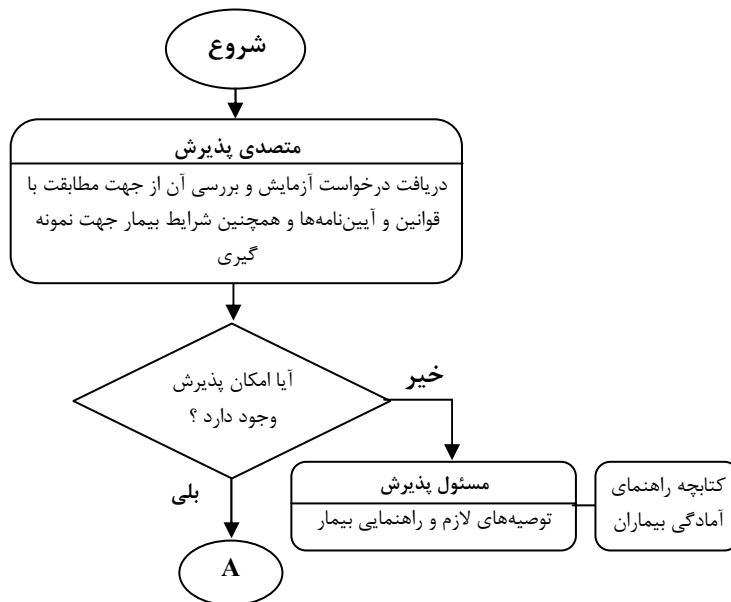 شروع
متصدی پذیرش
دریافت درخواست آزمایش و بررسی آن از جهت مطابقت با
قوانین و آیین‌نامه‌ها و همچنین شرایط بیمار جهت نمونه
گیری
آیا امکان پذیرش
وجود دارد ؟
خیر
بلی
مسئول پذیرش
توصیه‌های لازم و راهنمایی بیمار
کتابچه راهنمای
آمادگی بیماران
A